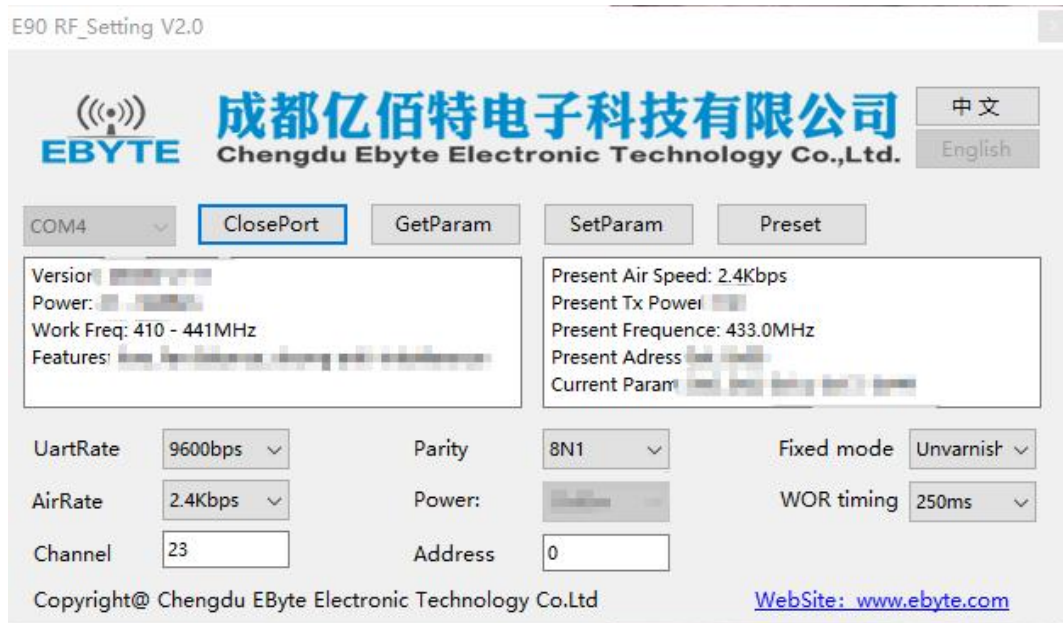 E90 RF_Setting V2.0
EBYTE
成都亿佰特电子科技有限公司
Chengdu Ebyte Electronic Technology Co.,Ltd.
中文
English
COM4 ClosePort GetParam SetParam Preset
Version
Power:
Work Freq: 410 - 441MHz
Features:
Present Air Speed: 2.4Kbps
Present Tx Power
Present Frequence: 433.0MHz
Present Adress
Current Param
UartRate 9600bps Parity 8N1 Fixed mode Unvarnish
AirRate 2.4Kbps Power: WOR timing 250ms
Channel 23 Address 0
Copyright@ Chengdu EByte Electronic Technology Co.Ltd WebSite: www.ebyte.com